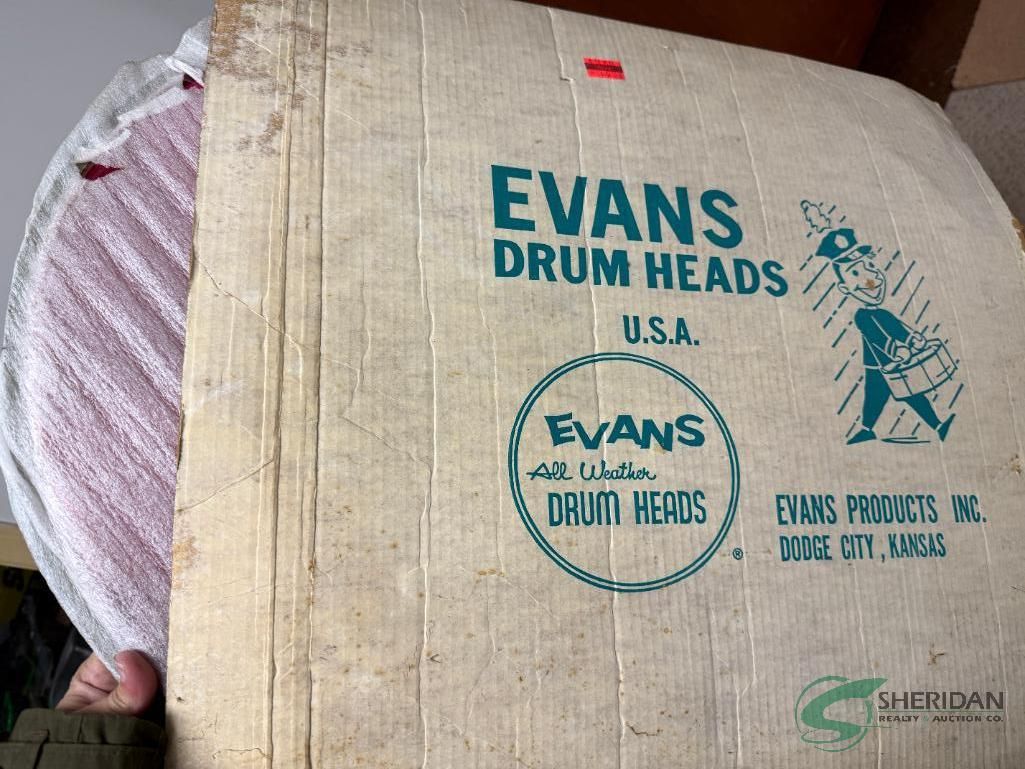 EVANS
DRUM HEADS
U.S.A.
EVANS
All Weather
DRUM HEADS
®
EVANS PRODUCTS INC.
DODGE CITY, KANSAS
SHERIDAN
REALTY & AUCTION CO.